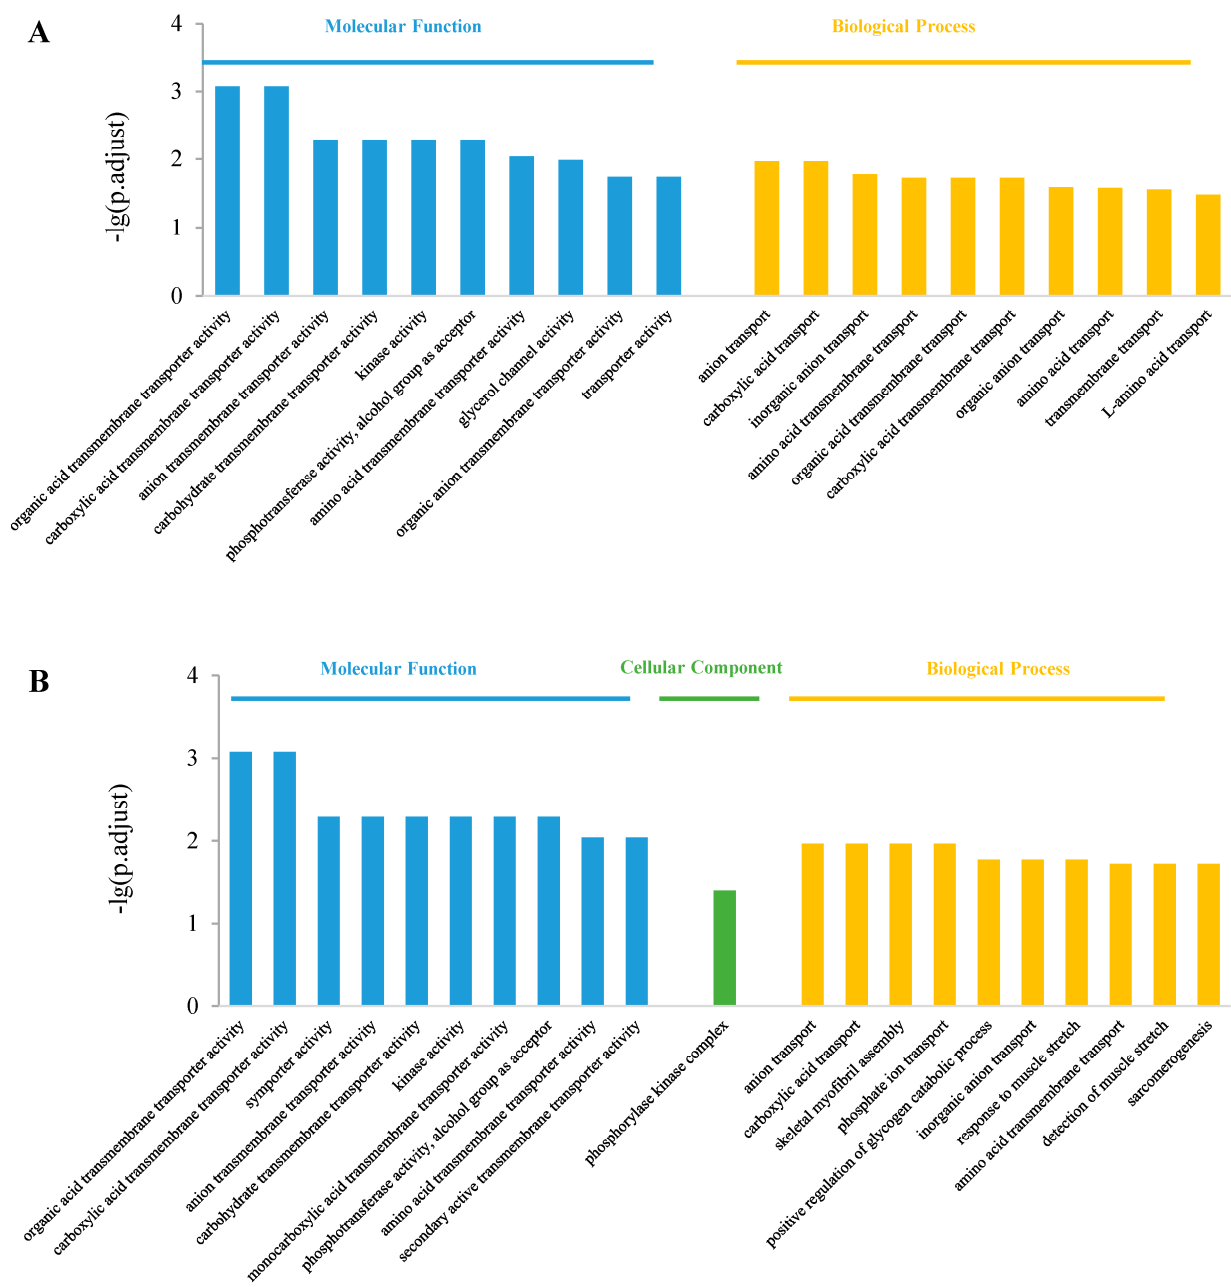 A
Molecular Function
Biological Process
-lg(p.adjust)
4
3
2
1
0
organic acid transmembrane transporter activity
carboxylic acid transmembrane transporter activity
anion transmembrane transporter activity
carbohydrate transmembrane transporter activity
kinase activity
phosphotransferase activity, alcohol group as acceptor
amino acid transmembrane transporter activity
glycerol channel activity
organic anion transmembrane transporter activity
transporter activity
anion transport
carboxylic acid transport
inorganic anion transport
amino acid transmembrane transport
organic acid transmembrane transport
carboxylic acid transmembrane transport
organic anion transport
amino acid transport
transmembrane transport
L-amino acid transport
B
Molecular Function
Cellular Component
Biological Process
-lg(p.adjust)
4
3
2
1
0
organic acid transmembrane transporter activity
carboxylic acid transmembrane transporter activity
symporter activity
anion transmembrane transporter activity
carbohydrate transmembrane transporter activity
kinase activity
monocarboxylic acid transmembrane transporter activity
phosphotransferase activity, alcohol group as acceptor
amino acid transmembrane transporter activity
secondary active transmembrane transporter activity
phosphorylase kinase complex
anion transport
carboxylic acid transport
skeletal myofibril assembly
phosphate ion transport
positive regulation of glycogen catabolic process
inorganic anion transport
response to muscle stretch
amino acid transmembrane transport
detection of muscle stretch
sarcomerogenesis